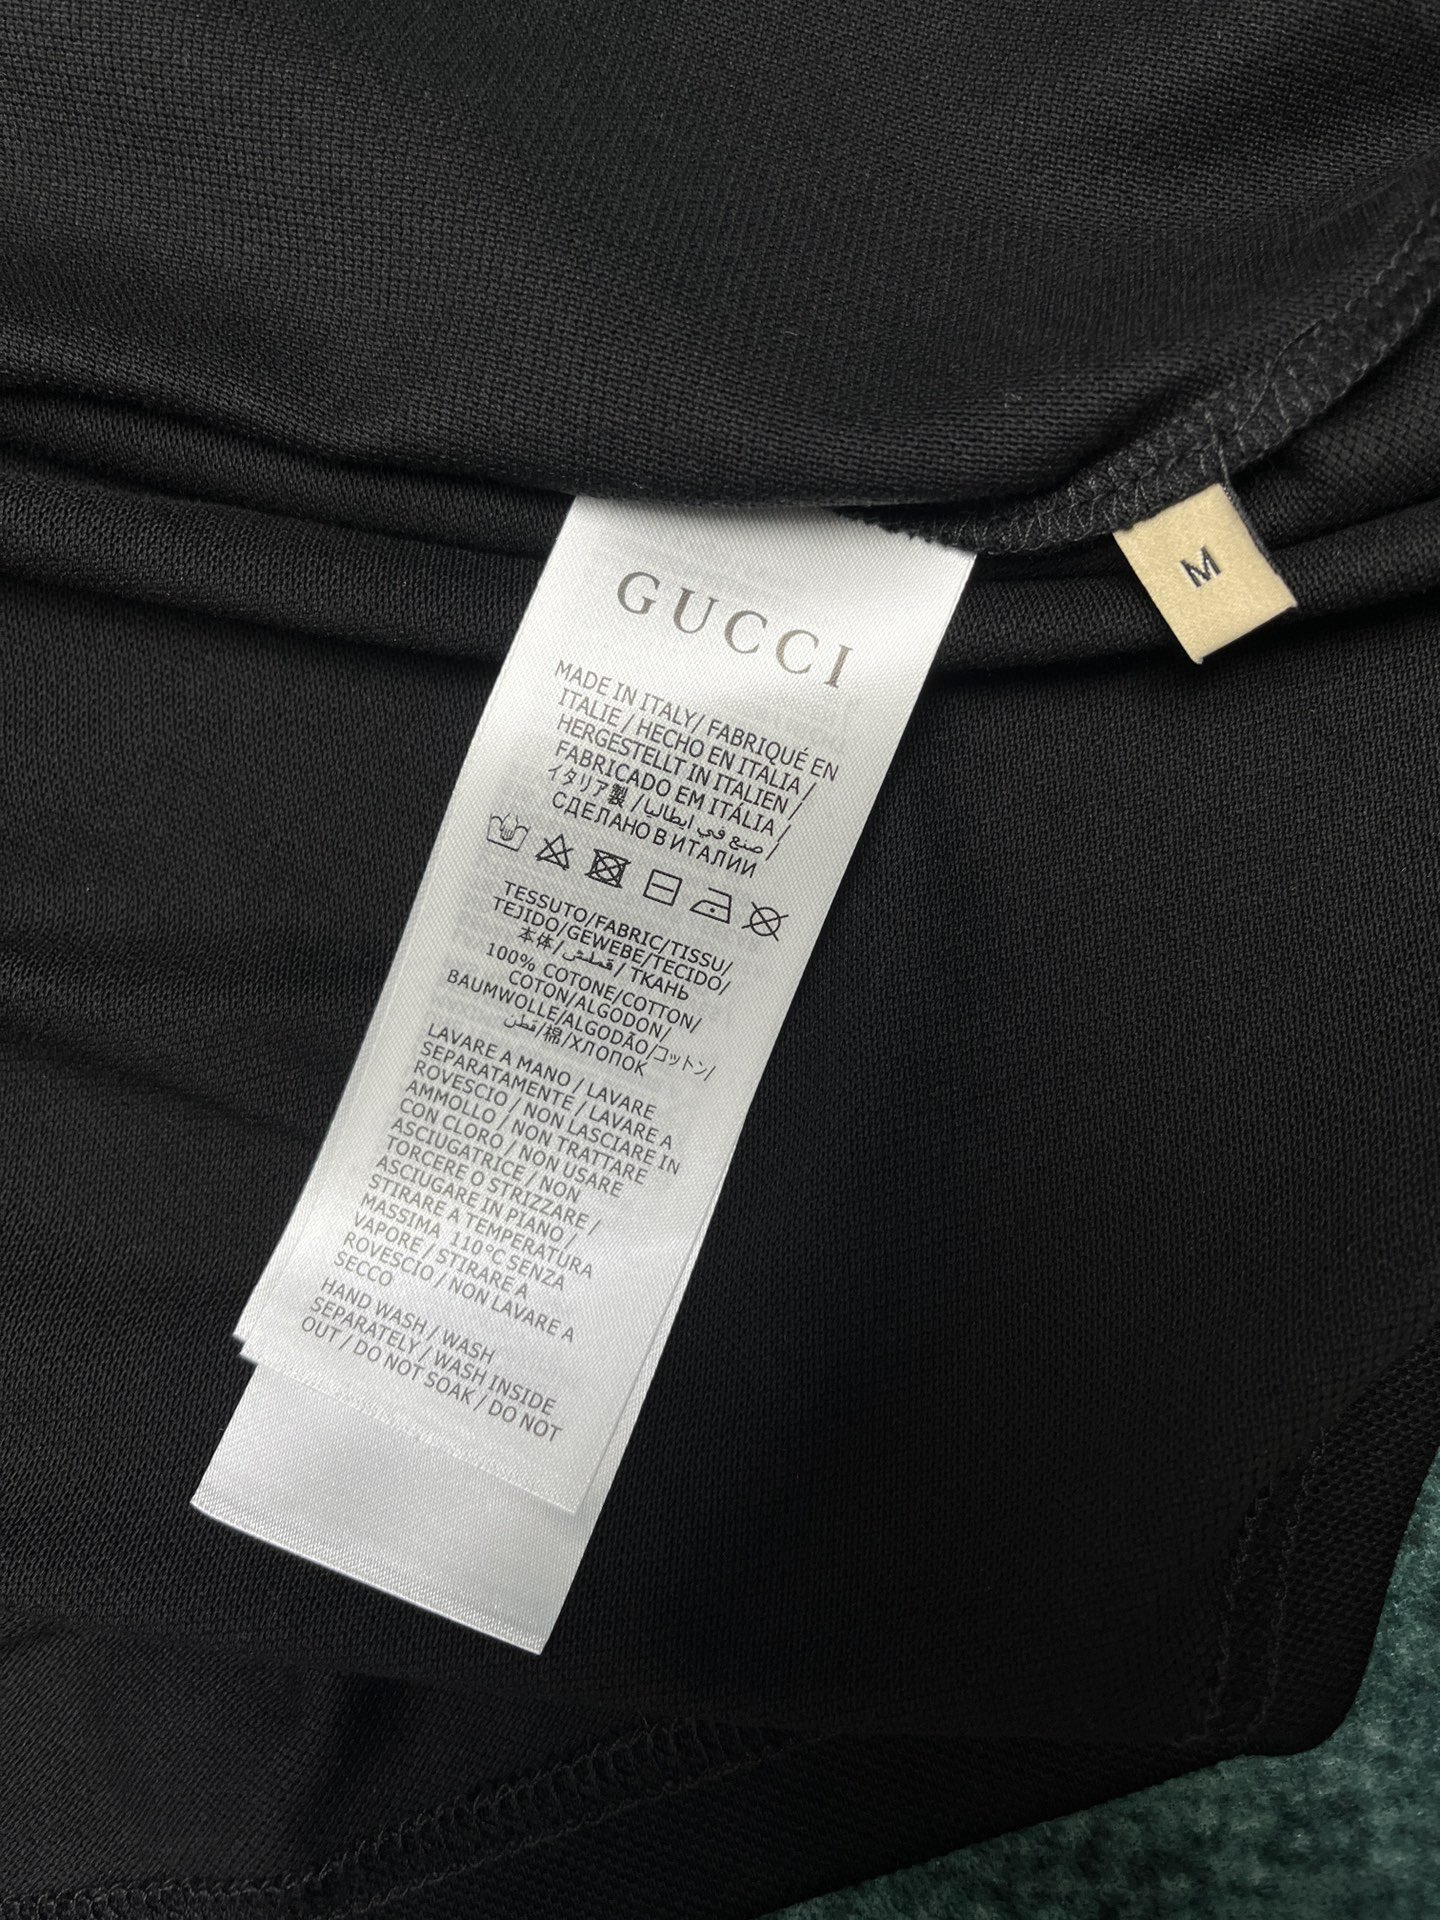 GUCCI
M
MADE IN ITALY/ FABRIQUÉ EN
ITALIE / HECHO EN ITALIA /
HERGESTELLT IN ITALIEN /
FABRICADO EM ITÁLIA /
イタリア製 / صنع في ايطاليا /
СДЕЛАНО В ИТАЛИИ
TESSUTO/FABRIC/TISSU/
TEJIDO/GEWEBE/TECIDO/
本体/قطش / ТКАНЬ
100% COTONE/COTTON/
COTON/ALGODON/
BAUMWOLLE/ALGODÃO/コットン/
قطن/棉/ХЛОПОК
LAVARE A MANO / LAVARE
SEPARATAMENTE / LAVARE A
ROVESCIO / NON LASCIARE IN
AMMOLLO / NON TRATTARE
CON CLORO / NON USARE
ASCIUGATRICE / NON
TORCERE O STRIZZARE /
ASCIUGARE IN PIANO /
STIRARE A TEMPERATURA
MASSIMA 110°C SENZA
VAPORE / STIRARE A
ROVESCIO / NON LAVARE A
SECCO
HAND WASH / WASH
SEPARATELY / WASH INSIDE
OUT / DO NOT SOAK / DO NOT